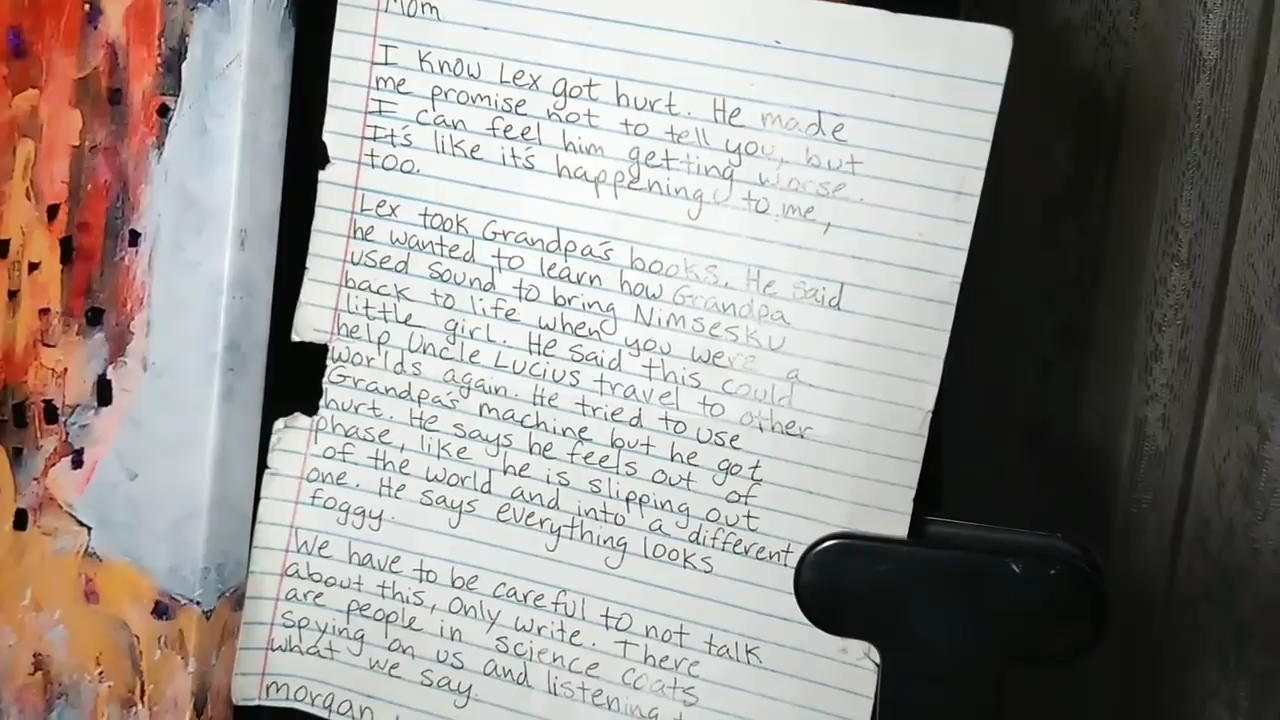 Mom
I know Lex got hurt. He made
me promise not to tell you, but
I can feel him getting worse.
It's like it's happening to me,
too.
Lex took Grandpa's books. He said
he wanted to learn how Grandpa
used sound to bring Nimsesku
back to life when you were a
little girl. He said this could
help Uncle Lucius travel to other
worlds again. He tried to use
Grandpa's machine but he got
hurt. He says he feels out of
phase, like he is slipping out
of the world and into a different
one. He says everything looks
foggy.
We have to be careful to not talk
about this, only write. There
are people in science coats
spying on us and listening
what we say.
morgan